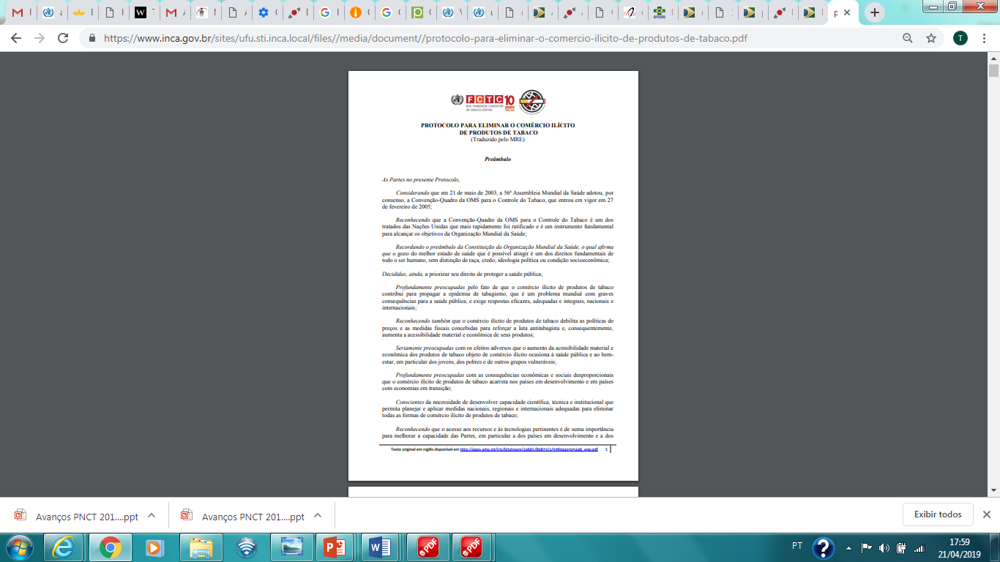 https://www.inca.gov.br/sites/ufu.sti.inca.local/files//media/document//protocolo-para-eliminar-o-comercio-ilicito-de-produtos-de-tabaco.pdf
T
FCTC 10
WHO FRAMEWORK CONVENTION years
ON TOBACCO CONTROL
PROTOCOLO PARA ELIMINAR O COMÉRCIO ILÍCITO
DE PRODUTOS DE TABACO
(Traduzido pelo MRE)
Preâmbulo
As Partes no presente Protocolo,
Considerando que em 21 de maio de 2003, a 56ª Assembleia Mundial da Saúde adotou, por
consenso, a Convenção-Quadro da OMS para o Controle do Tabaco, que entrou em vigor em 27
de fevereiro de 2005;
Reconhecendo que a Convenção-Quadro da OMS para o Controle do Tabaco é um dos
tratados das Nações Unidas que mais rapidamente foi ratificado e é um instrumento fundamental
para alcançar os objetivos da Organização Mundial da Saúde;
Recordando o preâmbulo da Constituição da Organização Mundial da Saúde, o qual afirma
que o gozo do melhor estado de saúde que é possível atingir é um dos direitos fundamentais de
todo o ser humano, sem distinção de raça, credo, ideologia política ou condição socioeconômica;
Decididas, ainda, a priorizar seu direito de proteger a saúde pública;
Profundamente preocupadas pelo fato de que o comércio ilícito de produtos de tabaco
contribui para propagar a epidemia de tabagismo, que é um problema mundial com graves
consequências para a saúde pública, e exige respostas eficazes, adequadas e integrais, nacionais e
internacionais;
Reconhecendo também que o comércio ilícito de produtos de tabaco debilita as políticas de
preços e as medidas fiscais concebidas para reforçar a luta antitabagista e, consequentemente,
aumenta a acessibilidade material e econômica de seus produtos;
Seriamente preocupadas com os efeitos adversos que o aumento da acessibilidade material e
econômica dos produtos de tabaco objeto de comércio ilícito ocasiona à saúde pública e ao bem-
estar, em particular dos jovens, dos pobres e de outros grupos vulneráveis;
Profundamente preocupadas com as consequências econômicas e sociais desproporcionais
que o comércio ilícito de produtos de tabaco acarreta nos países em desenvolvimento e em países
com economias em transição;
Conscientes da necessidade de desenvolver capacidade científica, técnica e institucional que
permita planejar e aplicar medidas nacionais, regionais e internacionais adequadas para eliminar
todas as formas de comércio ilícito de produtos de tabaco;
Reconhecendo que o acesso aos recursos e às tecnologias pertinentes é de suma importância
para melhorar a capacidade das Partes, em particular a dos países em desenvolvimento e a dos
Texto original em inglês disponível em 1
Avanços PNCT 201....ppt
Avanços PNCT 201....ppt
Exibir todos
PDF
PDF
PT
17:59
21/04/2019